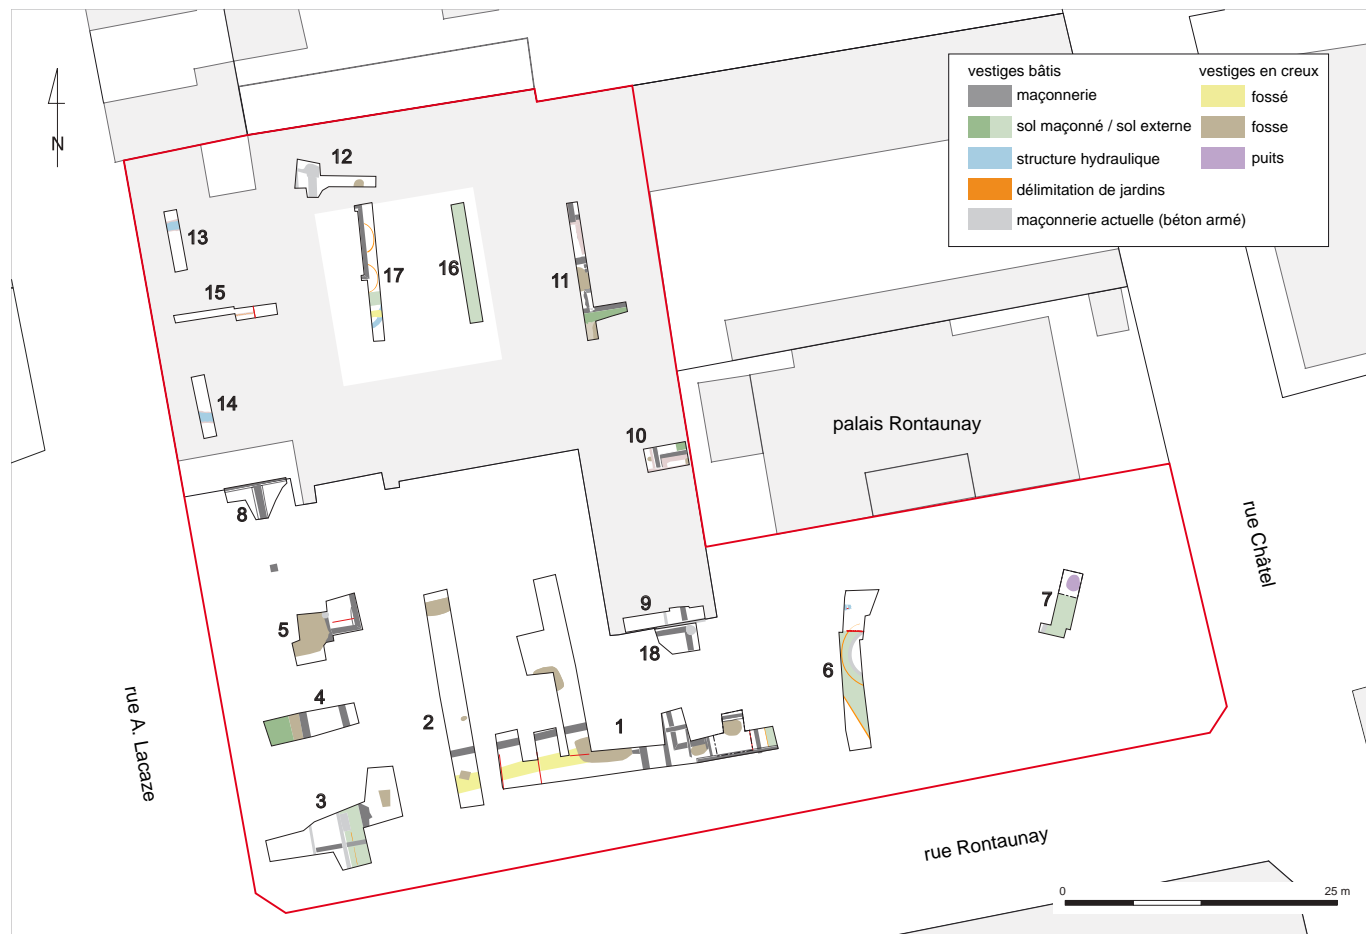 vestiges bâtis
maçonnerie
sol maçonné / sol externe
structure hydraulique
délimitation de jardins
maçonnerie actuelle (béton armé)
vestiges en creux
fossé
fosse
puits
N
12
13
15
17
16
11
14
10
palais Rontaunay
8
rue Châtel
9
18
7
5
6
4
2
1
rue A. Lacaze
3
rue Rontaunay
0
25 m